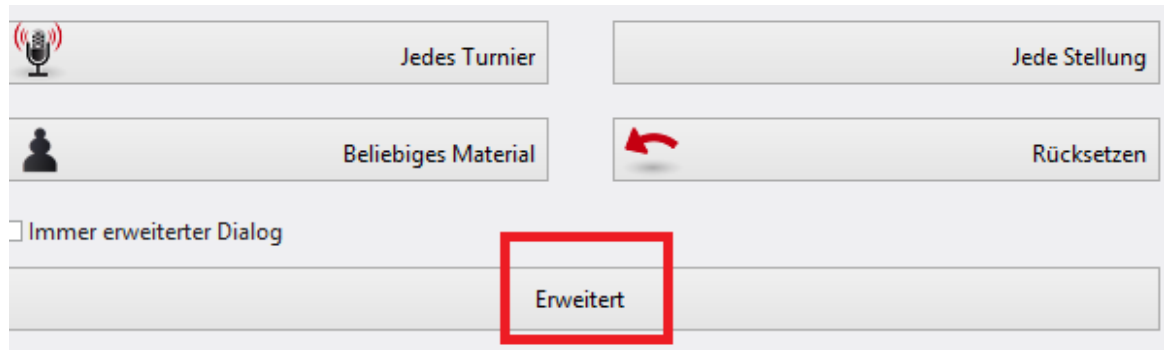 Jedes Turnier
Jede Stellung
Beliebiges Material
Rücksetzen
Immer erweiterter Dialog
Erweitert